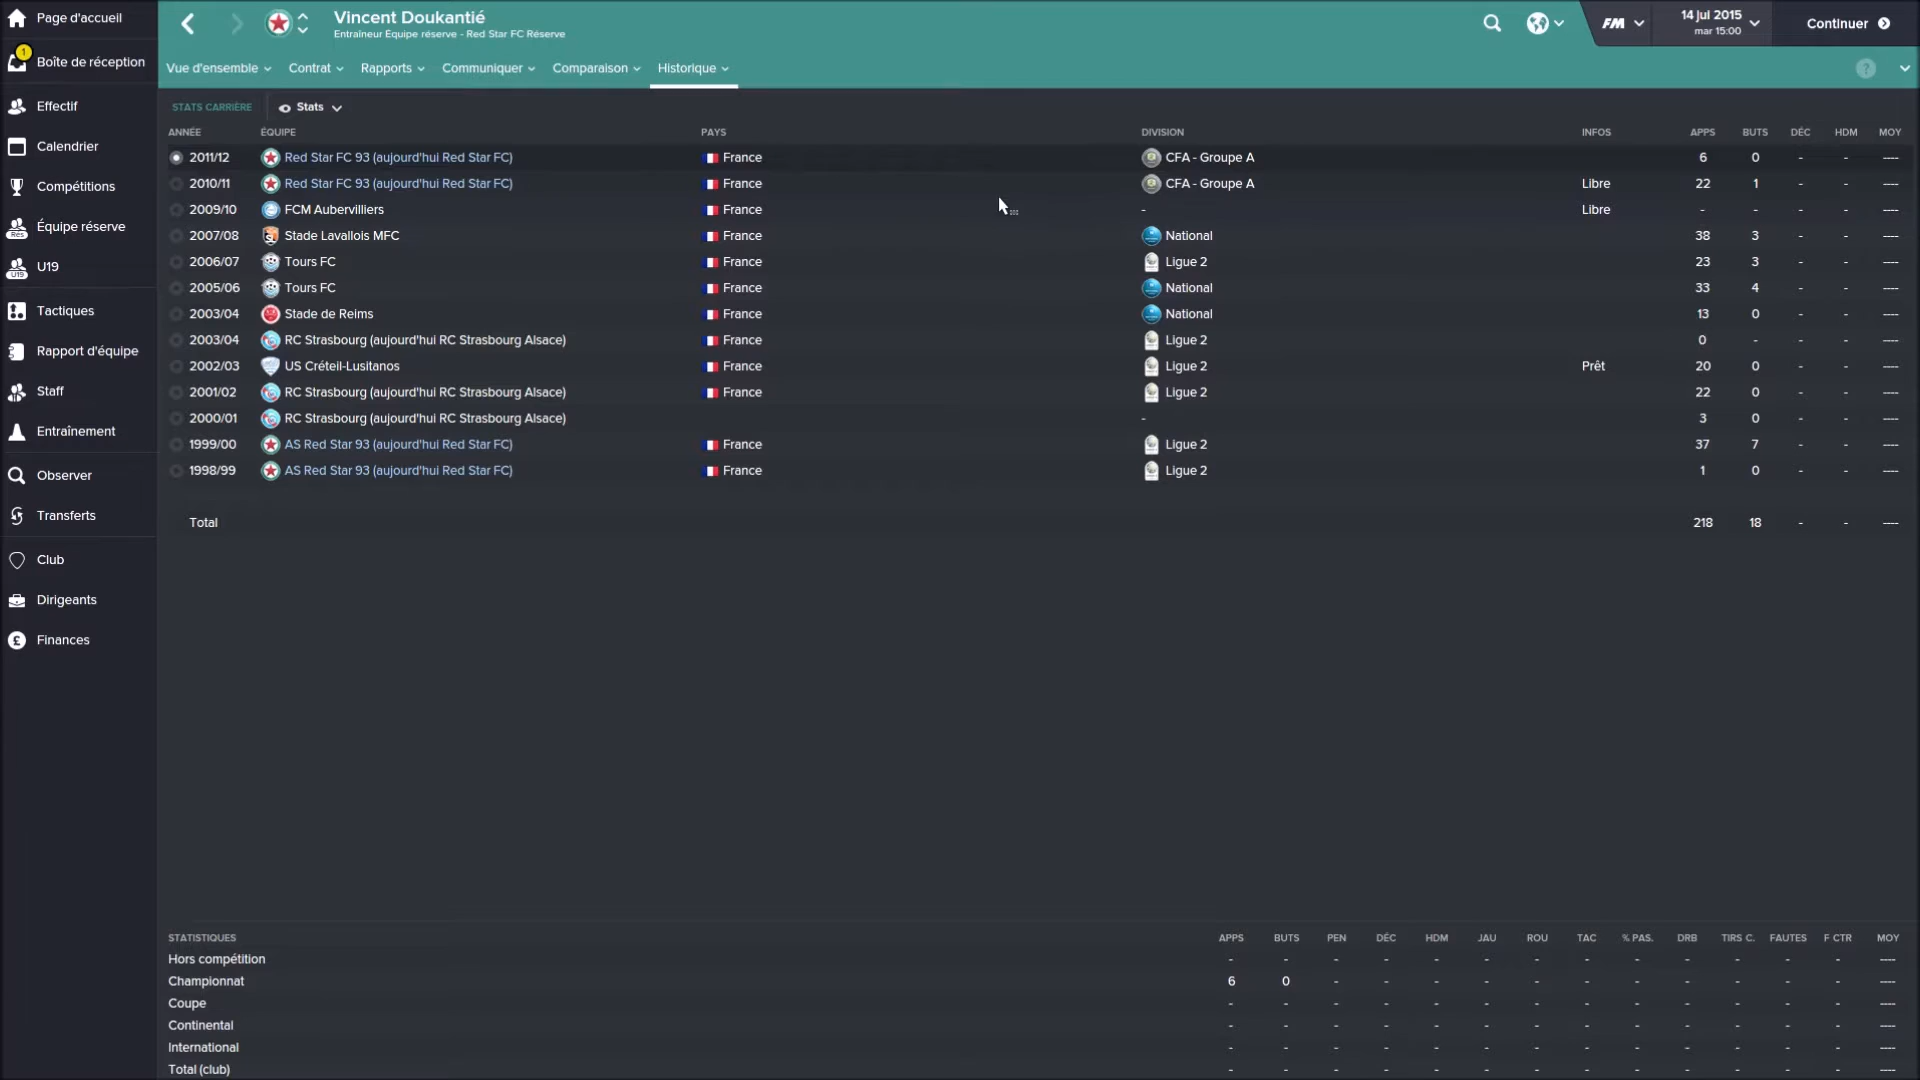 Page d'accueil
1
Boîte de réception
Effectif
Calendrier
Compétitions
Équipe réserve
U19
Tactiques
Rapport d'équipe
Staff
Entraînement
Observer
Transferts
Club
Dirigeants
Finances
Vincent Doukantié
Entraîneur Équipe réserve - Red Star FC Réserve
FM
14 jul 2015
mar 15:00
Continuer
Vue d'ensemble Contrat Rapports Communiquer Comparaison Historique
?
STATS CARRIÈRE Stats
ANNÉE ÉQUIPE PAYS DIVISION INFOS APPS BUTS DÉC HDM MOY
2011/12 Red Star FC 93 (aujourd'hui Red Star FC) France CFA - Groupe A 6 0 - - ----
2010/11 Red Star FC 93 (aujourd'hui Red Star FC) France CFA - Groupe A Libre 22 1 - - ----
2009/10 FCM Aubervilliers France - Libre - - - - ----
2007/08 Stade Lavallois MFC France National 38 3 - - ----
2006/07 Tours FC France Ligue 2 23 3 - - ----
2005/06 Tours FC France National 33 4 - - ----
2003/04 Stade de Reims France National 13 0 - - ----
2003/04 RC Strasbourg (aujourd'hui RC Strasbourg Alsace) France Ligue 2 0 - - - ----
2002/03 US Créteil-Lusitanos France Ligue 2 Prêt 20 0 - - ----
2001/02 RC Strasbourg (aujourd'hui RC Strasbourg Alsace) France Ligue 2 22 0 - - ----
2000/01 RC Strasbourg (aujourd'hui RC Strasbourg Alsace) - 3 0 - - ----
1999/00 AS Red Star 93 (aujourd'hui Red Star FC) France Ligue 2 37 7 - - ----
1998/99 AS Red Star 93 (aujourd'hui Red Star FC) France Ligue 2 1 0 - - ----
Total 218 18 - - ----
STATISTIQUES APPS BUTS PEN DÉC HDM JAU ROU TAC % PAS. DRB TIRS C. FAUTES F CTR MOY
Hors compétition - - - - - - - - - - - - - ----
Championnat 6 0 - - - - - - - - - - - ----
Coupe - - - - - - - - - - - - - ----
Continental - - - - - - - - - - - - - ----
International - - - - - - - - - - - - - ----
Total (club) - - - - - - - - - - - - - ----